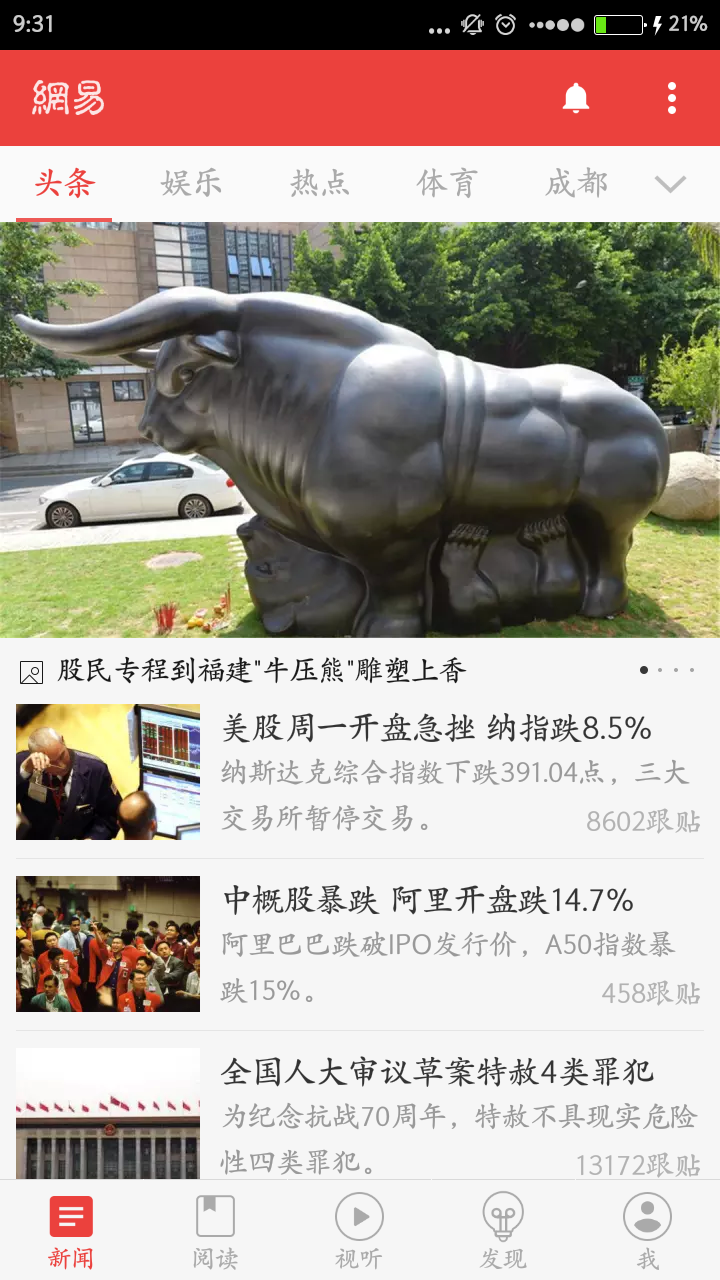 9:31
21%
網易
头条 娱乐 热点 体育 成都
股民专程到福建"牛压熊"雕塑上香
美股周一开盘急挫 纳指跌8.5%
纳斯达克综合指数下跌391.04点，三大
交易所暂停交易。
8602跟贴
中概股暴跌 阿里开盘跌14.7%
阿里巴巴跌破IPO发行价，A50指数暴
跌15%。
458跟贴
全国人大审议草案特赦4类罪犯
为纪念抗战70周年，特赦不具现实危险
性四类罪犯。
13172跟贴
新闻 阅读 视听 发现 我